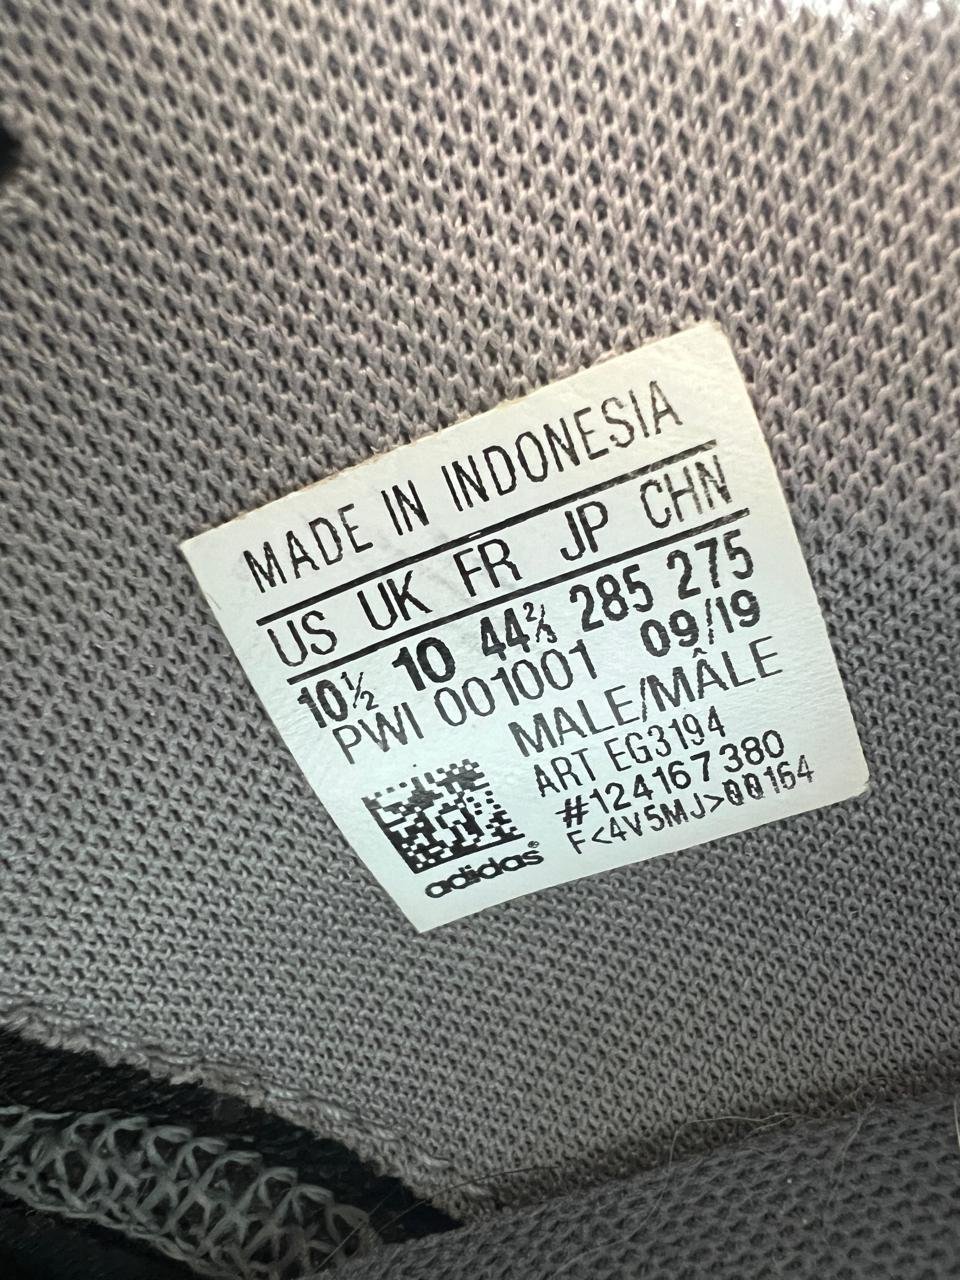 MADE IN INDONESIA
US UK FR JP CHN
10½ 10 44⅔ 285 275
PWI 001001 09/19
MALE/MÂLE
ART EG3194
#124167380
F<4V5MJ>00164
adidas®